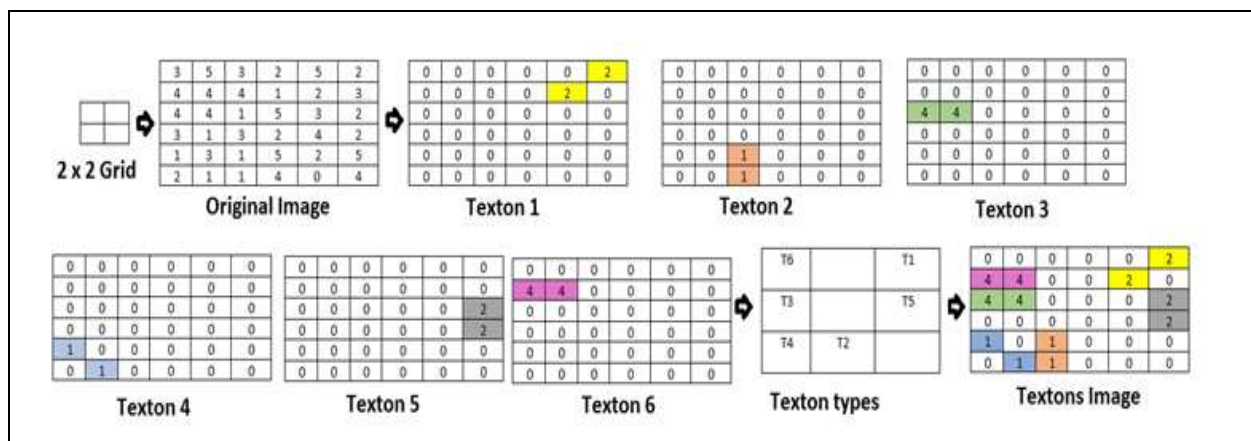 2 x 2 Grid
3 5 3 2 5 2
4 4 4 1 2 3
4 4 1 5 3 2
3 1 3 2 4 2
1 3 1 5 2 5
2 1 1 4 0 4
Original Image
0 0 0 0 0 2
0 0 0 0 2 0
0 0 0 0 0 0
0 0 0 0 0 0
0 0 0 0 0 0
0 0 0 0 0 0
Texton 1
0 0 0 0 0 0
0 0 0 0 0 0
0 0 0 0 0 0
0 0 0 0 0 0
0 0 1 0 0 0
0 0 1 0 0 0
Texton 2
0 0 0 0 0 0
0 0 0 0 0 0
4 4 0 0 0 0
0 0 0 0 0 0
0 0 0 0 0 0
0 0 0 0 0 0
Texton 3
0 0 0 0 0 0
0 0 0 0 0 0
0 0 0 0 0 0
0 0 0 0 0 0
1 0 0 0 0 0
0 1 0 0 0 0
Texton 4
0 0 0 0 0 0
0 0 0 0 0 0
0 0 0 0 0 2
0 0 0 0 0 2
0 0 0 0 0 0
0 0 0 0 0 0
Texton 5
0 0 0 0 0 0
4 4 0 0 0 0
0 0 0 0 0 0
0 0 0 0 0 0
0 0 0 0 0 0
0 0 0 0 0 0
Texton 6
T6 T1
T3 T5
T4 T2
Texton types
0 0 0 0 0 2
4 4 0 0 2 0
4 4 0 0 0 2
0 0 0 0 0 2
1 0 1 0 0 0
0 1 1 0 0 0
Textons Image